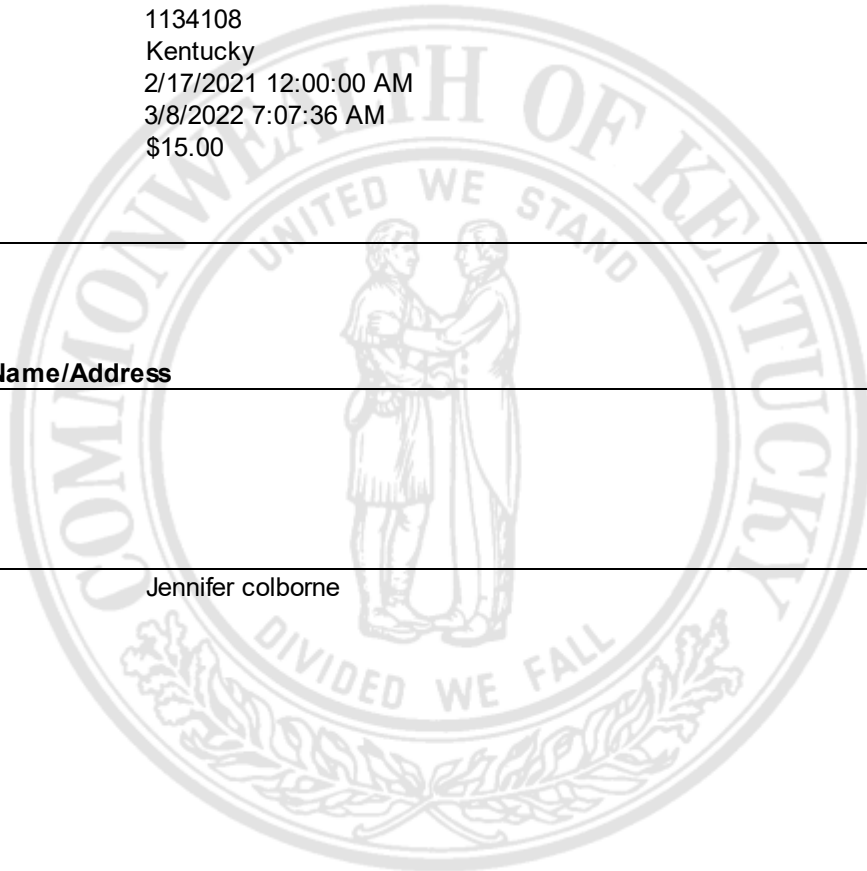 1134108
Kentucky
2/17/2021 12:00:00 AM
3/8/2022 7:07:36 AM
$15.00
COMMONWEALTH OF KENTUCKY
UNITED WE STAND
Name/Address
Jennifer colborne
DIVIDED WE FALL